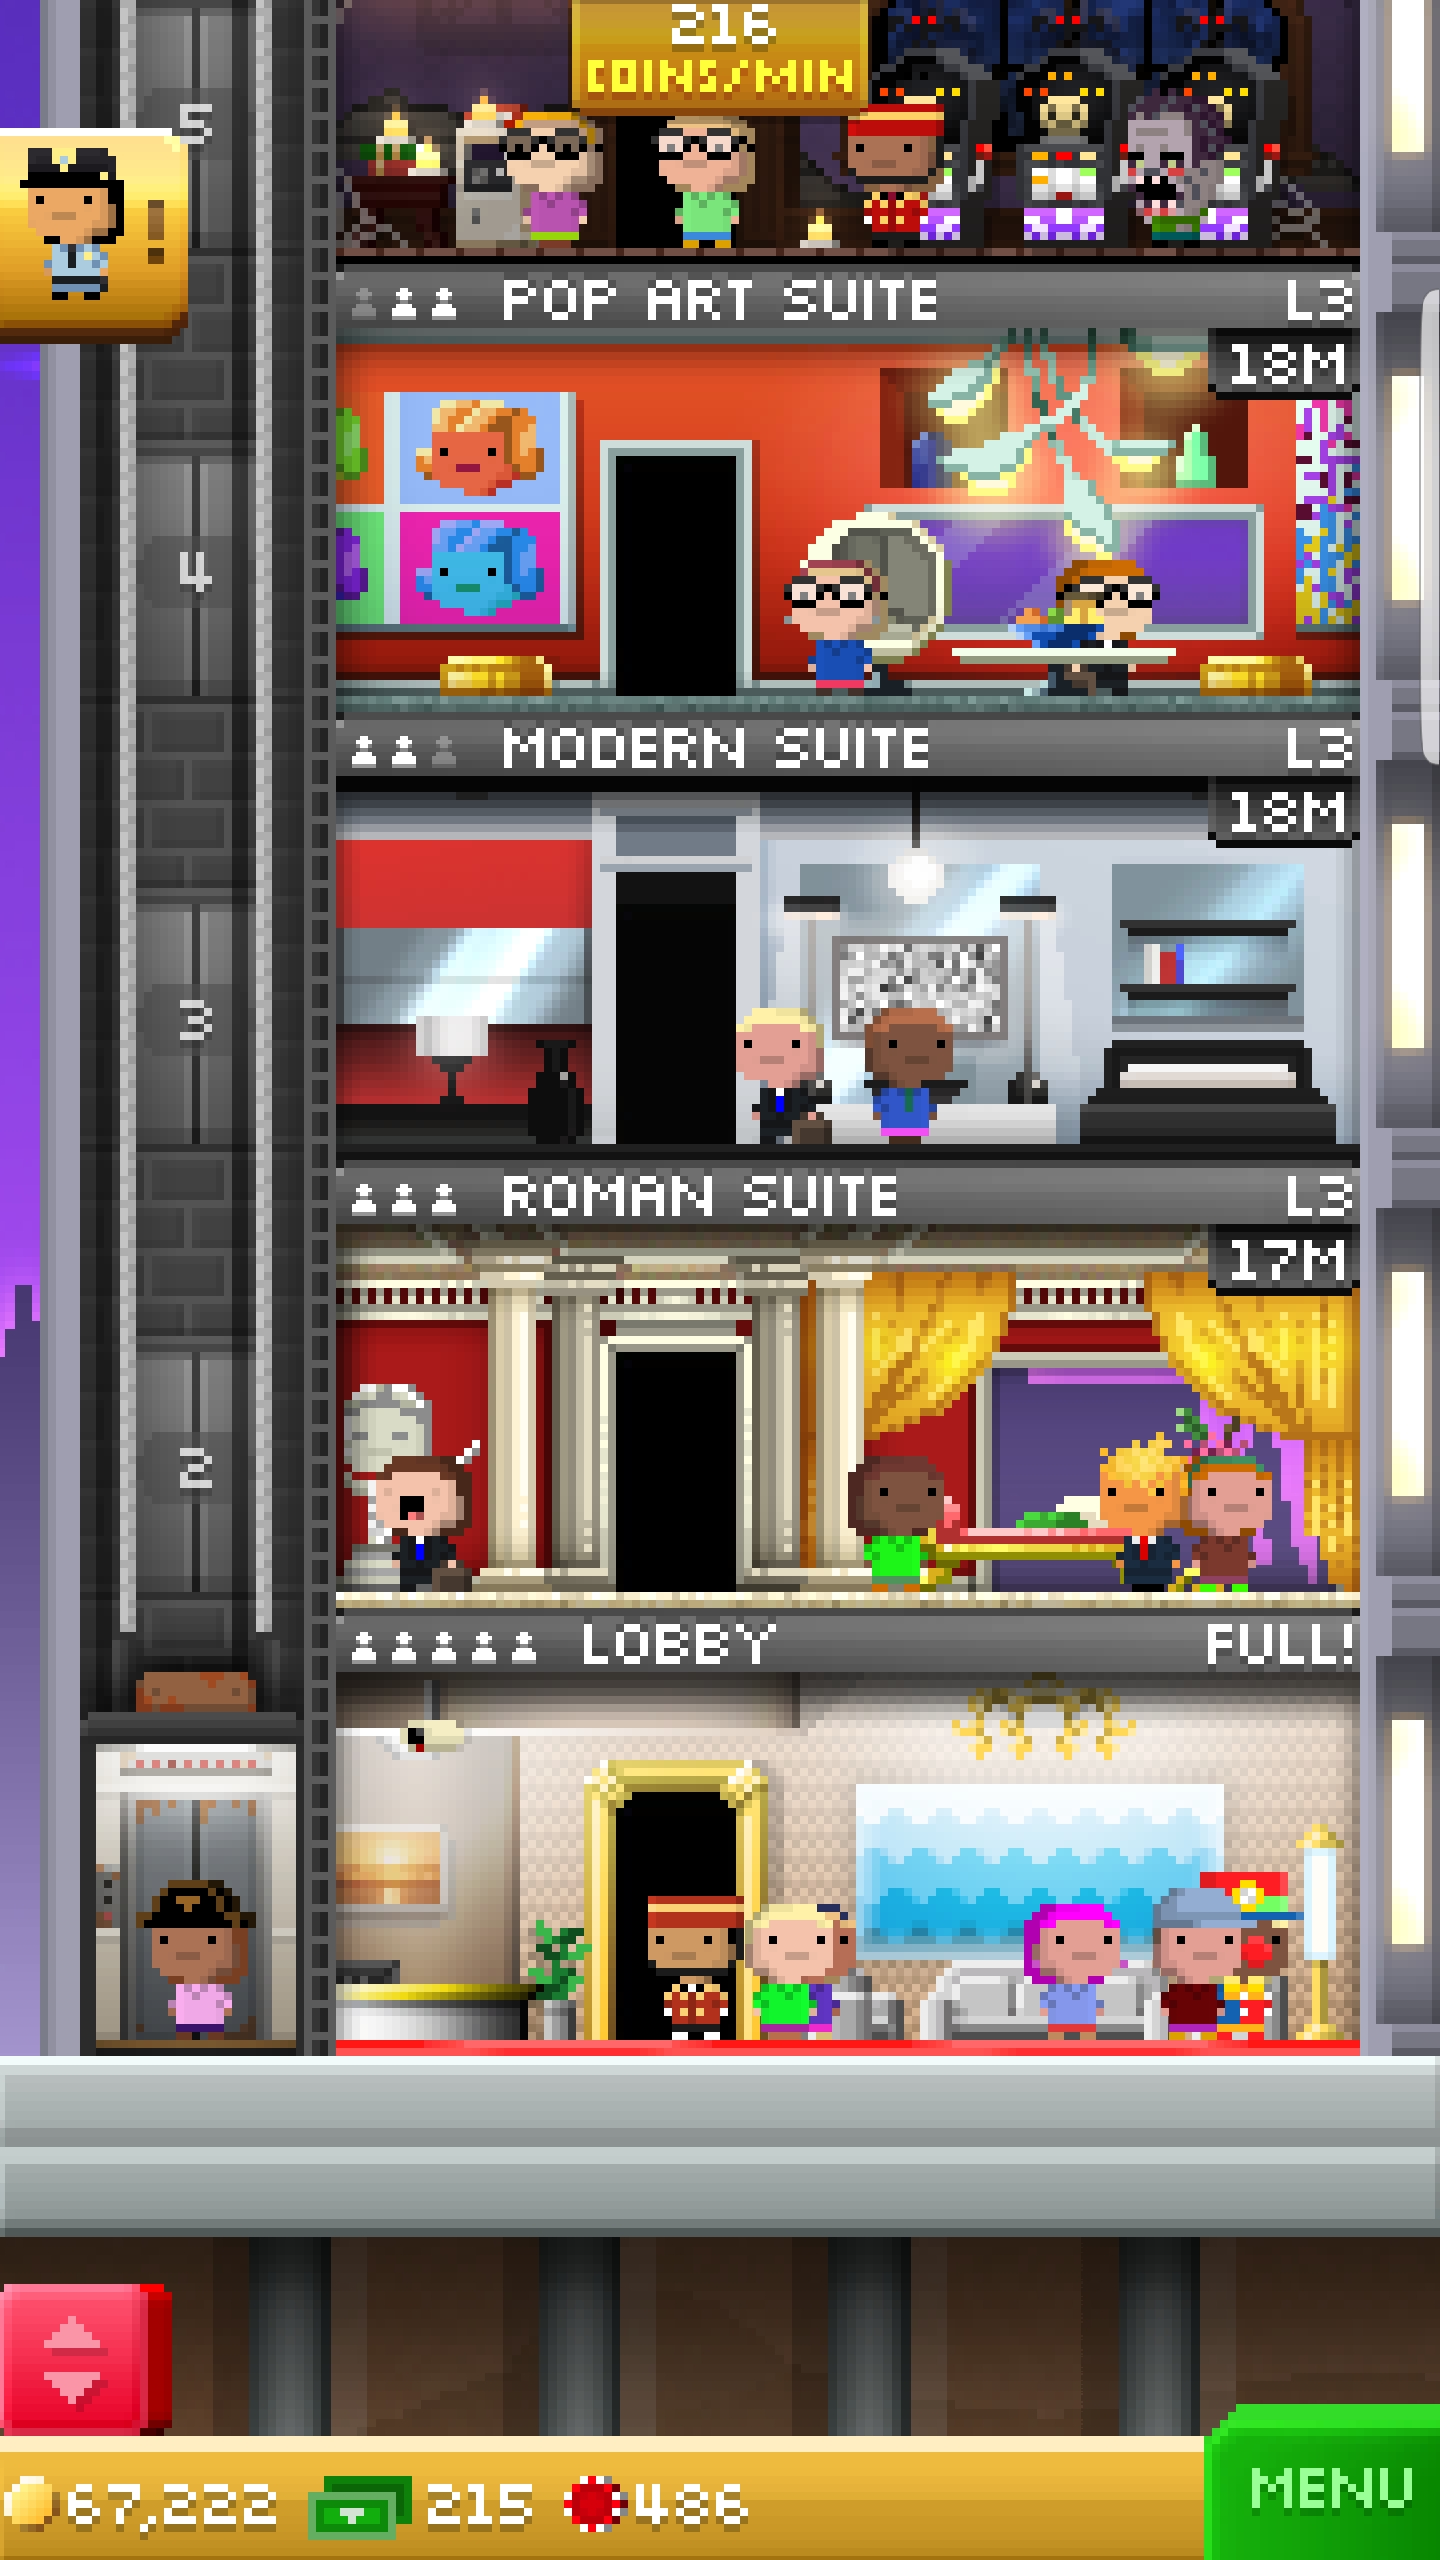 216
COINS/MIN
5
!
POP ART SUITE L3
18M
4
MODERN SUITE L3
18M
3
ROMAN SUITE L3
17M
2
LOBBY FULL!
67,222 215 486
MENU